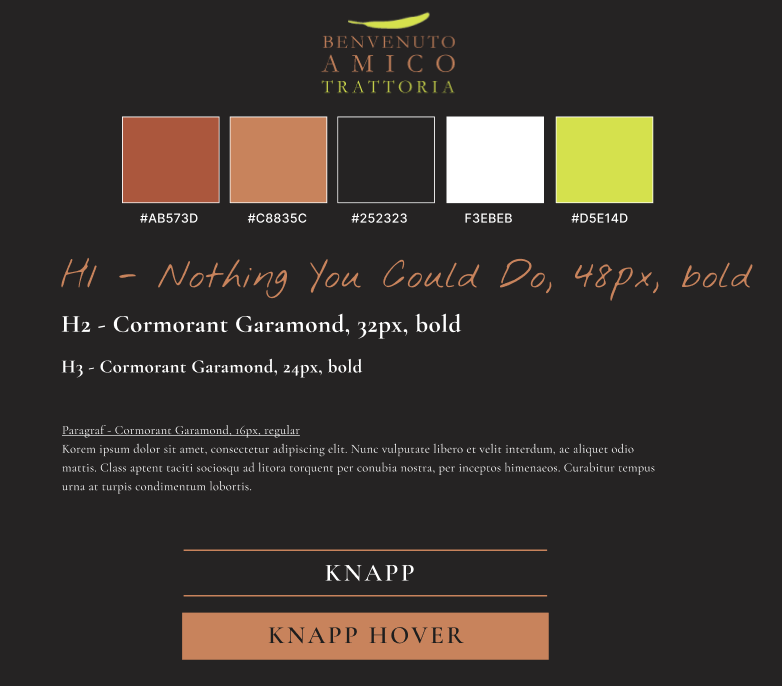 BENVENUTO
AMICO
TRATTORIA
#AB573D #C8835C #252323 F3EBEB #D5E14D
H1 - Nothing You Could Do, 48px, bold
H2 - Cormorant Garamond, 32px, bold
H3 - Cormorant Garamond, 24px, bold
Paragraf - Cormorant Garamond, 16px, regular
Korem ipsum dolor sit amet, consectetur adipiscing elit. Nunc vulputate libero et velit interdum, ac aliquet odio
mattis. Class aptent taciti sociosqu ad litora torquent per conubia nostra, per inceptos himenaeos. Curabitur tempus
urna at turpis condimentum lobortis.
KNAPP
KNAPP HOVER